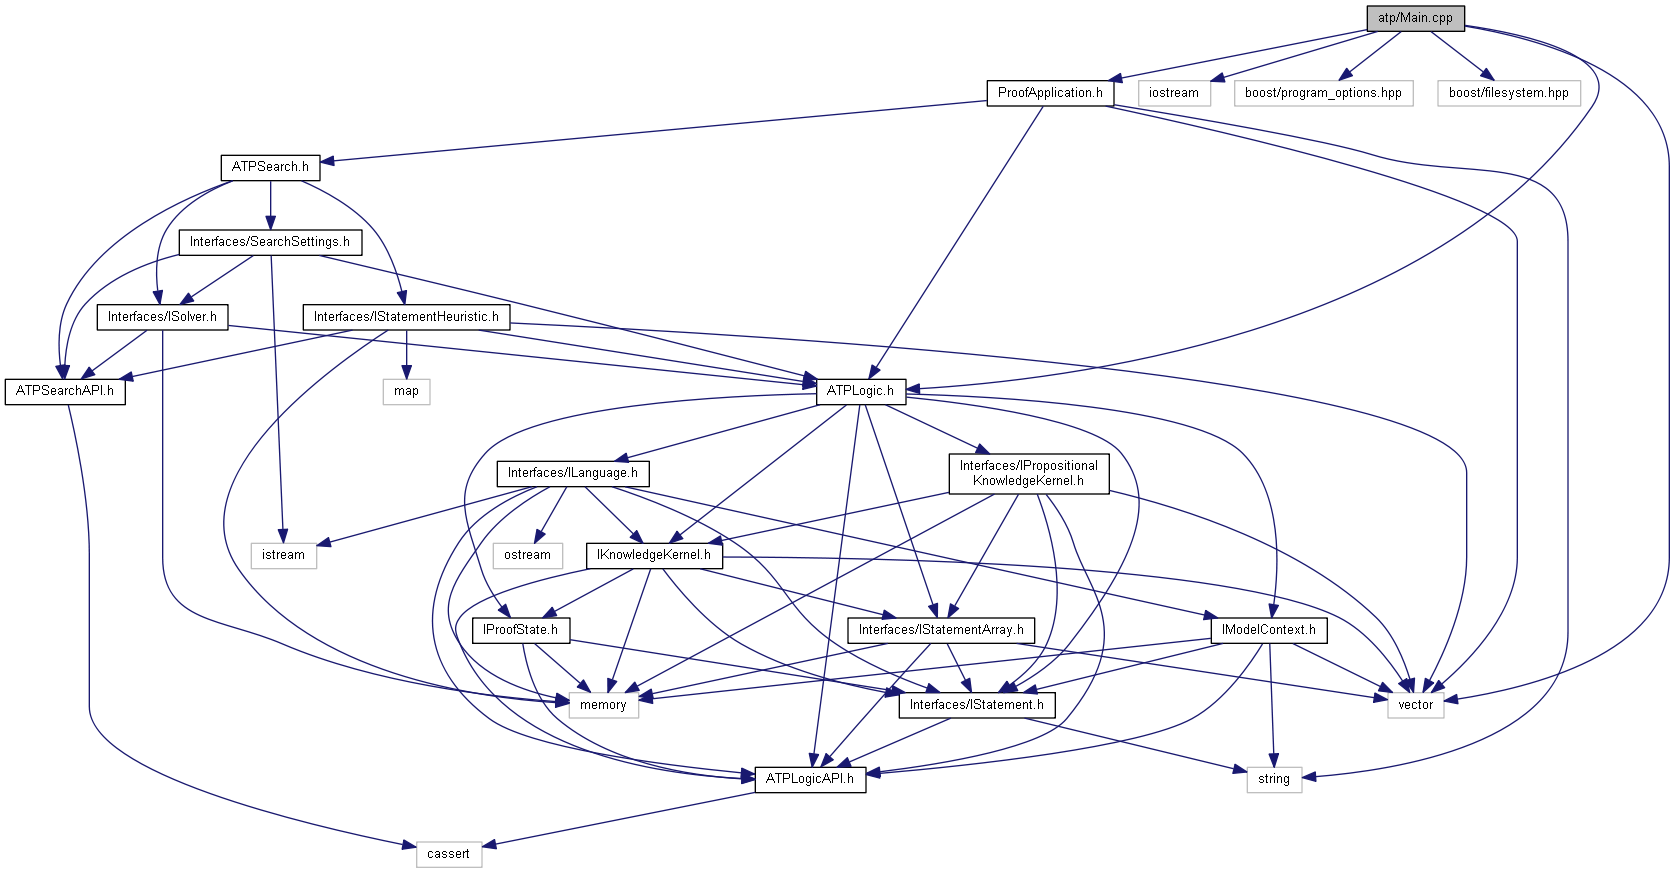 atp/Main.cpp
ProofApplication.h
iostream
boost/program_options.hpp
boost/filesystem.hpp
ATPSearch.h
Interfaces/SearchSettings.h
Interfaces/ISolver.h
Interfaces/IStatementHeuristic.h
ATPSearchAPI.h
map
ATPLogic.h
Interfaces/ILanguage.h
Interfaces/IPropositional
KnowledgeKernel.h
istream
ostream
IKnowledgeKernel.h
IProofState.h
Interfaces/IStatementArray.h
IModelContext.h
memory
Interfaces/IStatement.h
vector
ATPLogicAPI.h
string
cassert